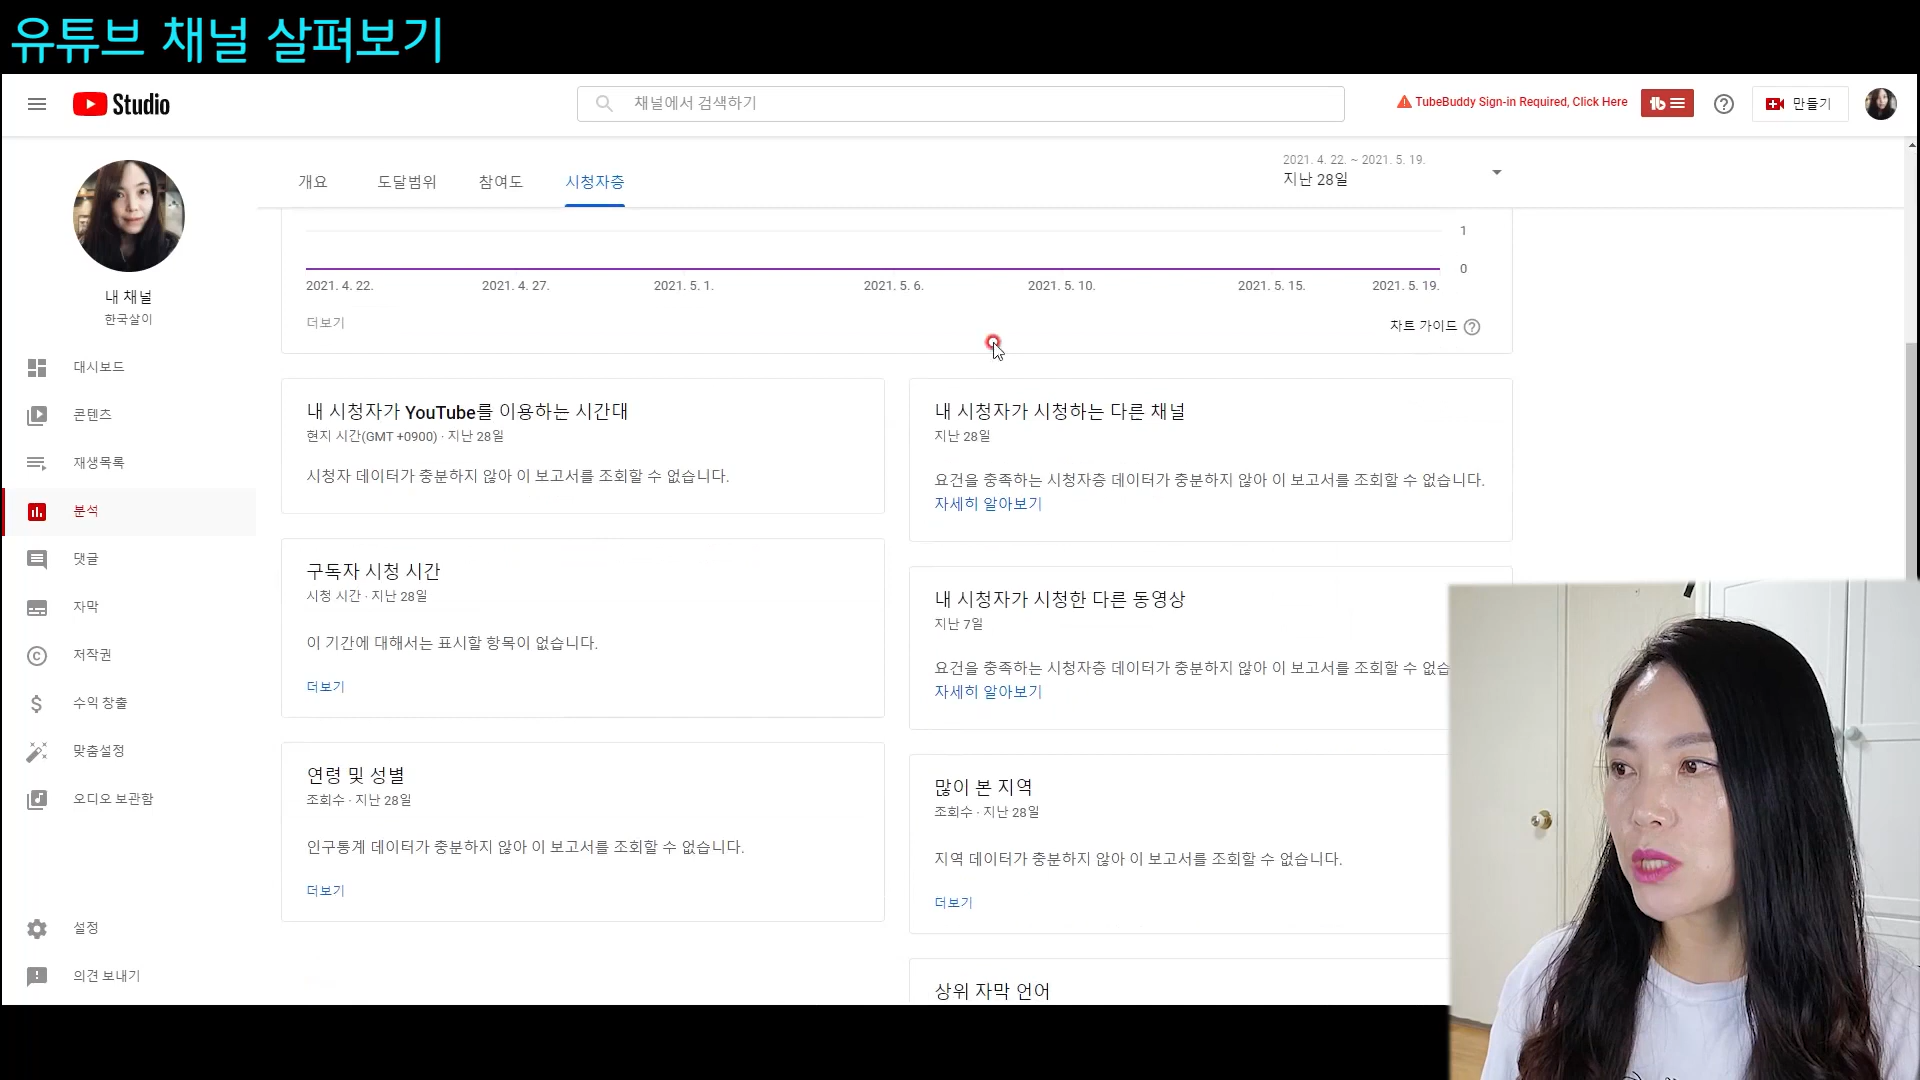 유튜브 채널 살펴보기
Studio
채널에서 검색하기
TubeBuddy Sign-in Required, Click Here
tb
만들기
내 채널
한국살이
대시보드
콘텐츠
재생목록
분석
댓글
자막
저작권
수익 창출
맞춤설정
오디오 보관함
설정
의견 보내기
개요
도달범위
참여도
시청자층
2021. 4. 22. ~ 2021. 5. 19.
지난 28일
1
0
2021. 4. 22.
2021. 4. 27.
2021. 5. 1.
2021. 5. 6.
2021. 5. 10.
2021. 5. 15.
2021. 5. 19.
더보기
차트 가이드
내 시청자가 YouTube를 이용하는 시간대
현지 시간(GMT +0900) · 지난 28일
시청자 데이터가 충분하지 않아 이 보고서를 조회할 수 없습니다.
구독자 시청 시간
시청 시간 · 지난 28일
이 기간에 대해서는 표시할 항목이 없습니다.
더보기
연령 및 성별
조회수 · 지난 28일
인구통계 데이터가 충분하지 않아 이 보고서를 조회할 수 없습니다.
더보기
내 시청자가 시청하는 다른 채널
지난 28일
요건을 충족하는 시청자층 데이터가 충분하지 않아 이 보고서를 조회할 수 없습니다.
자세히 알아보기
내 시청자가 시청한 다른 동영상
지난 7일
요건을 충족하는 시청자층 데이터가 충분하지 않아 이 보고서를 조회할 수 없습
자세히 알아보기
많이 본 지역
조회수 · 지난 28일
지역 데이터가 충분하지 않아 이 보고서를 조회할 수 없습니다.
더보기
상위 자막 언어